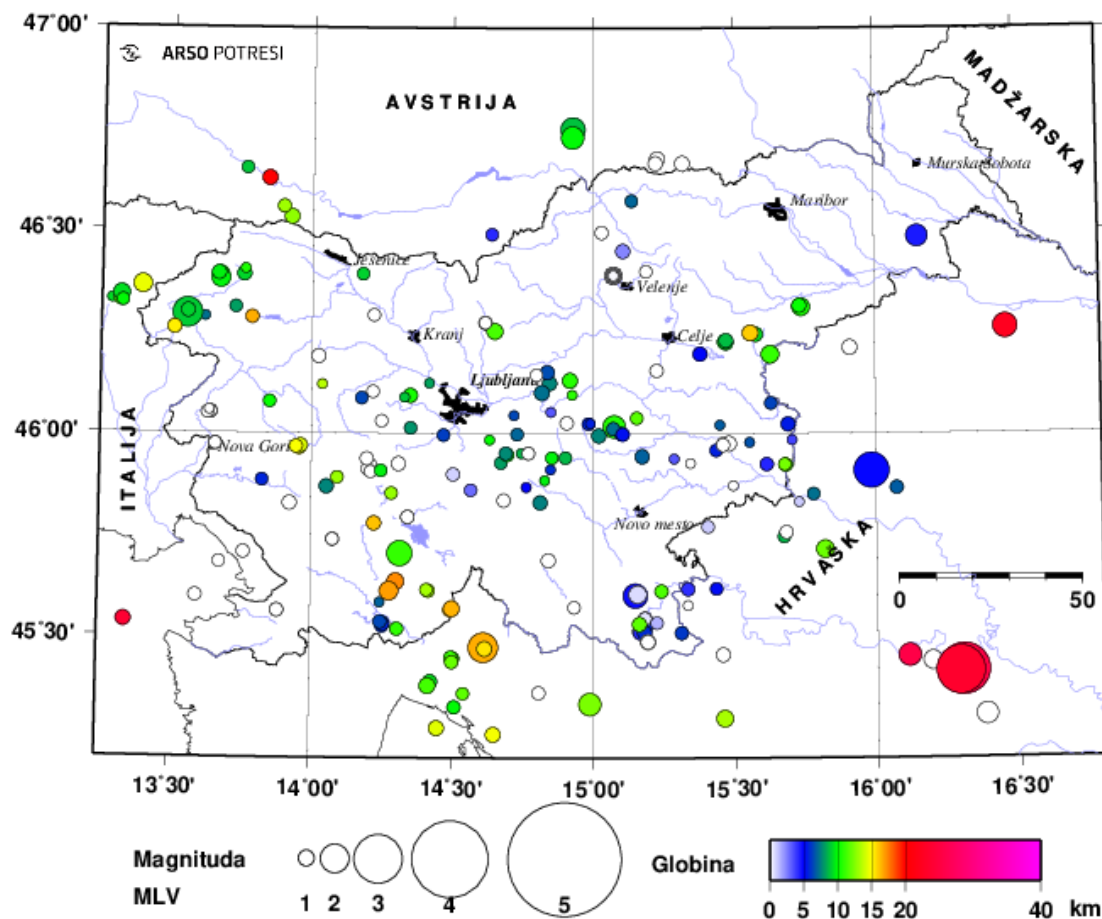 47°00'
ARSO POTRESI
AVSTRIJA
MADŽARSKA
Murska Sobota
Maribor
46°30'
Jesenice
Velenje
Kranj
Celje
Ljubljana
46°00'
ITALIJA
Nova Gori
Novo mesto
HRVAŠKA
0 50
45°30'
13°30' 14°00' 14°30' 15°00' 15°30' 16°00' 16°30'
Magnituda
MLV
1 2 3 4 5
Globina
0 5 10 15 20 40 km